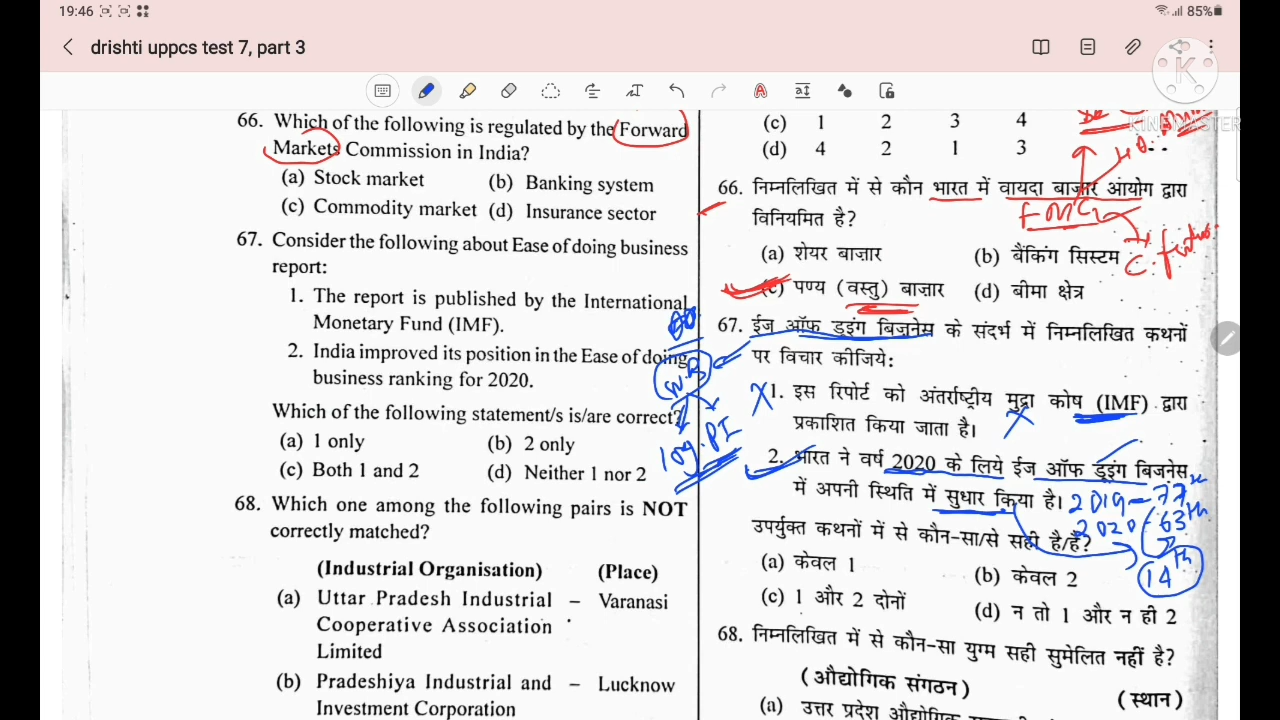 19:46
85%
drishti uppcs test 7, part 3
K
KINEMASTER
66. Which of the following is regulated by the Forward
Markets Commission in India?
(a) Stock market (b) Banking system
(c) Commodity market (d) Insurance sector
67. Consider the following about Ease of doing business
report:
1. The report is published by the International
Monetary Fund (IMF).
2. India improved its position in the Ease of doing
business ranking for 2020.
Which of the following statement/s is/are correct?
(a) 1 only (b) 2 only
(c) Both 1 and 2 (d) Neither 1 nor 2
68. Which one among the following pairs is NOT
correctly matched?
(Industrial Organisation) (Place)
(a) Uttar Pradesh Industrial – Varanasi
Cooperative Association
Limited
(b) Pradeshiya Industrial and – Lucknow
Investment Corporation
(c) 1 2 3 4
(d) 4 2 1 3
66. निम्नलिखित में से कौन भारत में वायदा बाज़ार आयोग द्वारा
विनियमित है?
FMC
(a) शेयर बाज़ार (b) बैंकिंग सिस्टम
(c) पण्य (वस्तु) बाज़ार (d) बीमा क्षेत्र
67. ईज ऑफ डूइंग बिज़नेस के संदर्भ में निम्नलिखित कथनों
पर विचार कीजिये:
W.B
1. इस रिपोर्ट को अंतर्राष्ट्रीय मुद्रा कोष (IMF) द्वारा
प्रकाशित किया जाता है।
2. भारत ने वर्ष 2020 के लिये ईज ऑफ डूइंग बिजनेस
में अपनी स्थिति में सुधार किया है।
2019 – 77th
2020 – 63th
14th
उपर्युक्त कथनों में से कौन-सा/से सही है/हैं?
(a) केवल 1 (b) केवल 2
(c) 1 और 2 दोनों (d) न तो 1 और न ही 2
68. निम्नलिखित में से कौन-सा युग्म सही सुमेलित नहीं है?
(औद्योगिक संगठन) (स्थान)
(a) उत्तर प्रदेश औद्योगिक